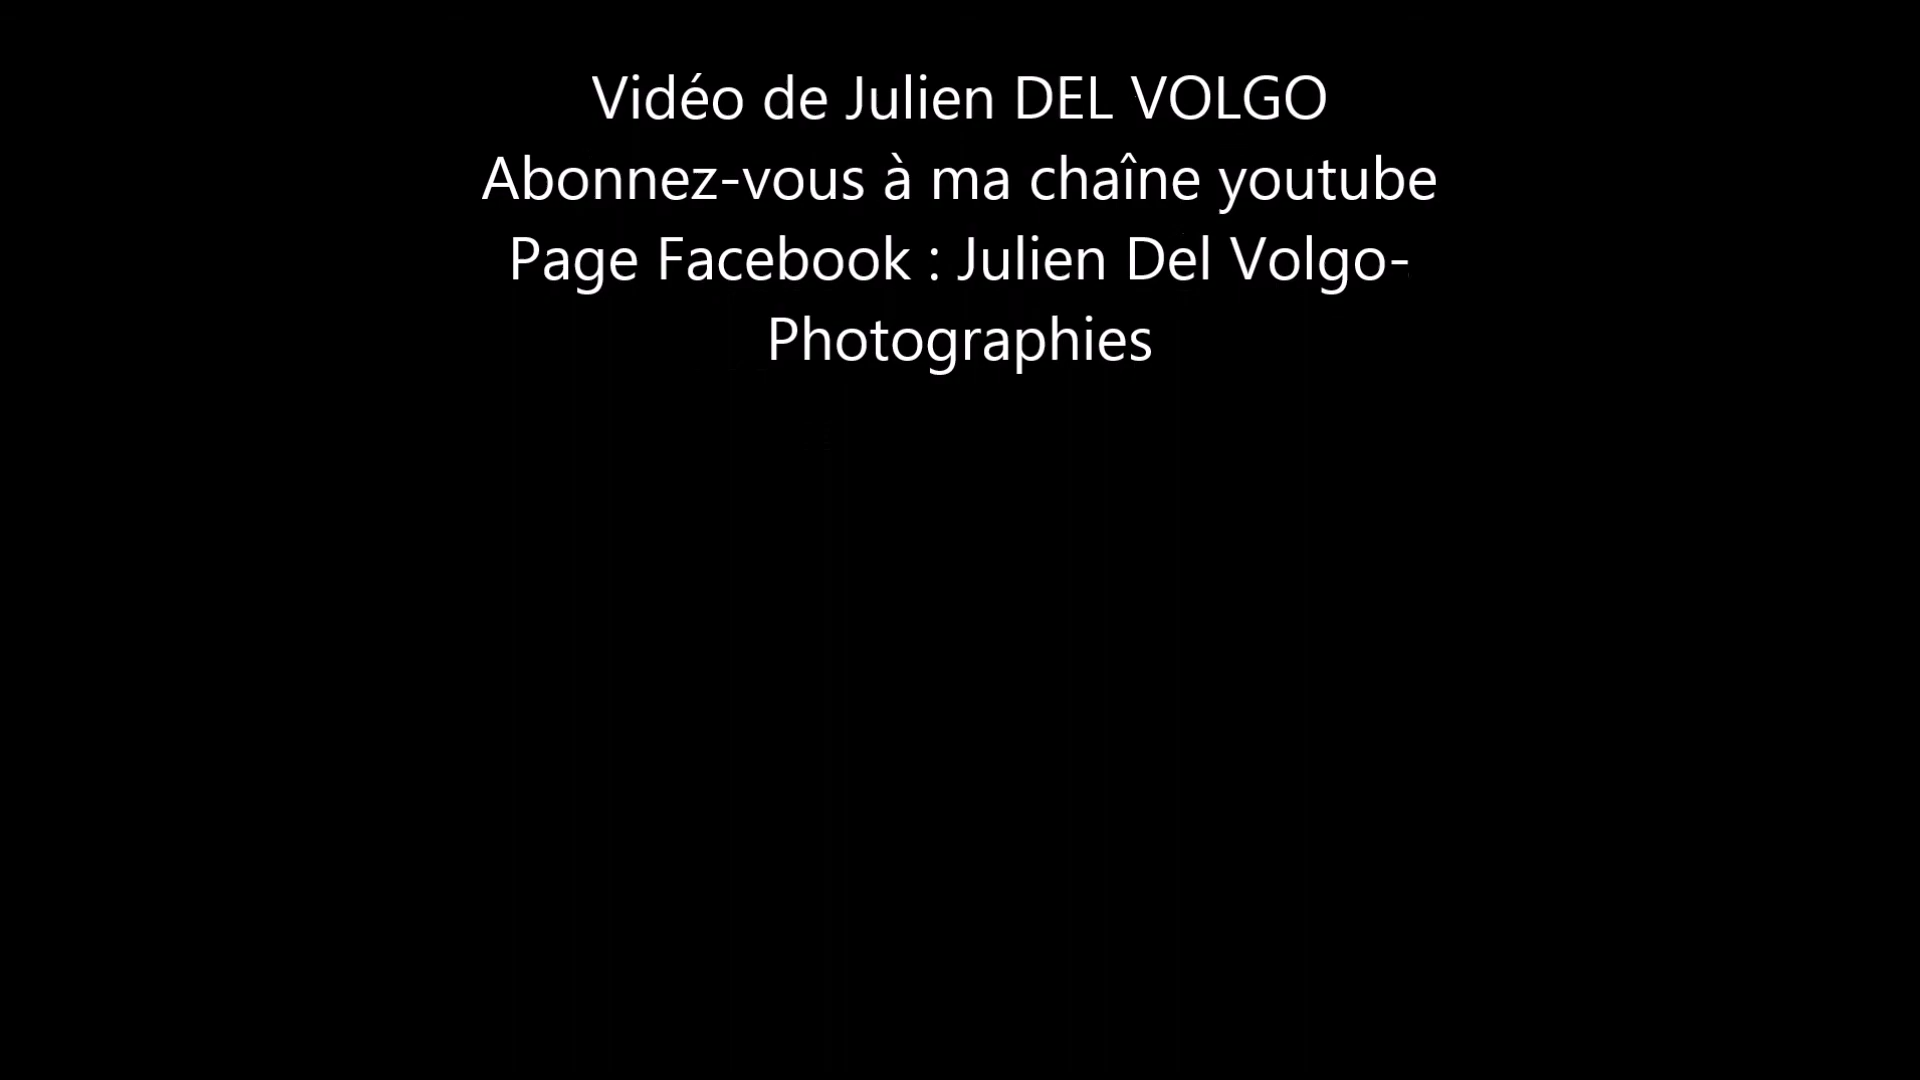 Vidéo de Julien DEL VOLGO
Abonnez-vous à ma chaîne youtube
Page Facebook : Julien Del Volgo-
Photographies